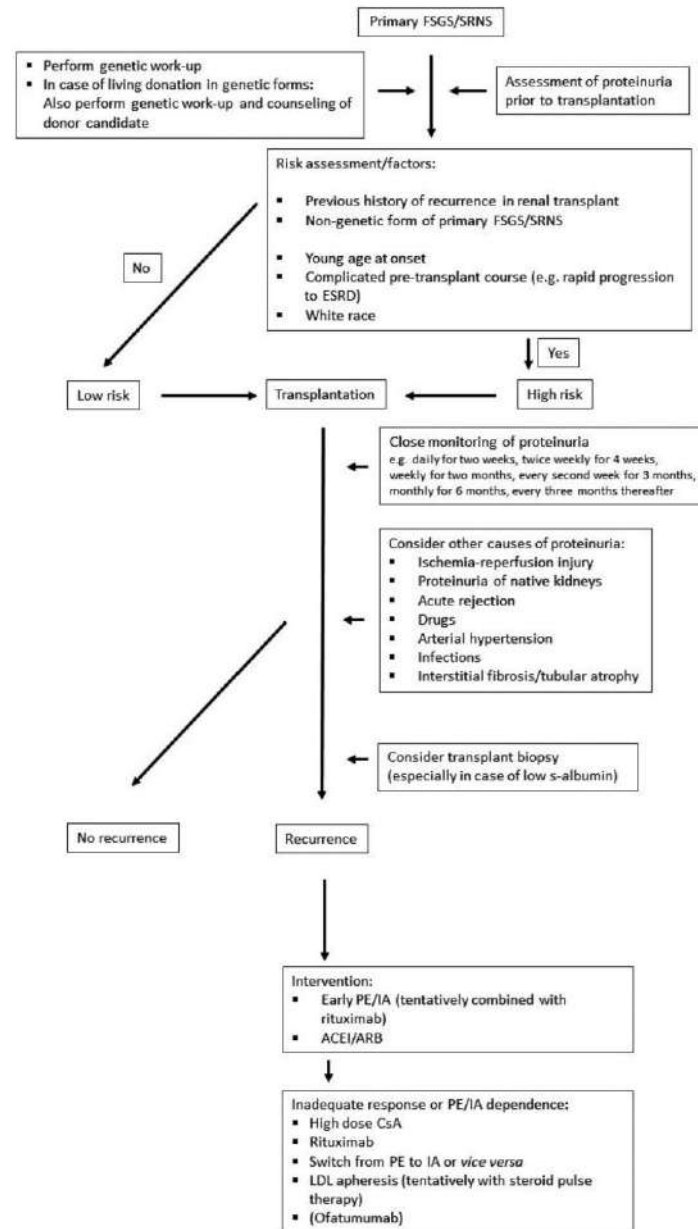 Primary FSGS/SRNS
▪ Perform genetic work-up
▪ In case of living donation in genetic forms:
Also perform genetic work-up and counseling of
donor candidate
Assessment of proteinuria
prior to transplantation
Risk assessment/factors:
▪ Previous history of recurrence in renal transplant
▪ Non-genetic form of primary FSGS/SRNS
▪ Young age at onset
▪ Complicated pre-transplant course (e.g. rapid progression
to ESRD)
▪ White race
No
Yes
Low risk
Transplantation
High risk
Close monitoring of proteinuria
e.g. daily for two weeks, twice weekly for 4 weeks,
weekly for two months, every second week for 3 months,
monthly for 6 months, every three months thereafter
Consider other causes of proteinuria:
▪ Ischemia-reperfusion injury
▪ Proteinuria of native kidneys
▪ Acute rejection
▪ Drugs
▪ Arterial hypertension
▪ Infections
▪ Interstitial fibrosis/tubular atrophy
Consider transplant biopsy
(especially in case of low s-albumin)
No recurrence
Recurrence
Intervention:
▪ Early PE/IA (tentatively combined with
rituximab)
▪ ACEI/ARB
Inadequate response or PE/IA dependence:
▪ High dose CsA
▪ Rituximab
▪ Switch from PE to IA or vice versa
▪ LDL apheresis (tentatively with steroid pulse
therapy)
▪ (Ofatumumab)